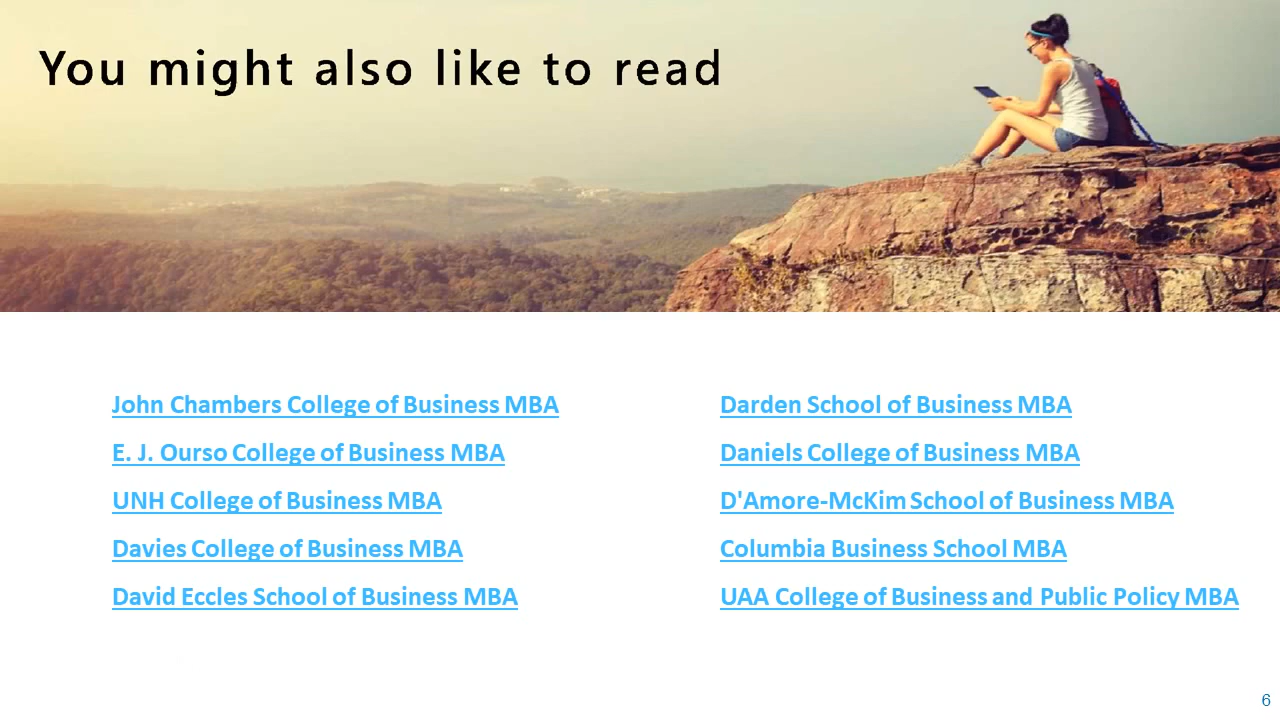 You might also like to read
John Chambers College of Business MBA
E. J. Ourso College of Business MBA
UNH College of Business MBA
Davies College of Business MBA
David Eccles School of Business MBA
Darden School of Business MBA
Daniels College of Business MBA
D'Amore-McKim School of Business MBA
Columbia Business School MBA
UAA College of Business and Public Policy MBA
6